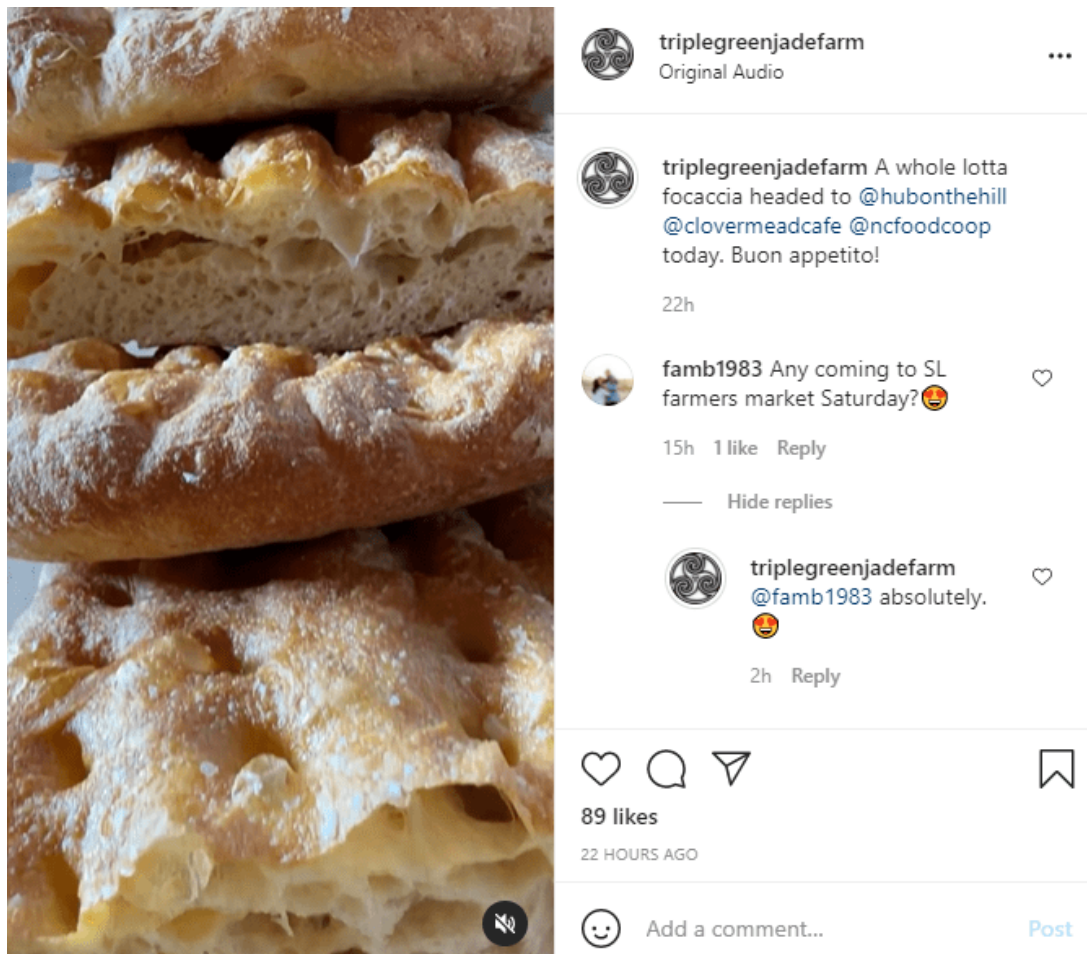 triplegreenjadefarm
Original Audio
triplegreenjadefarm A whole lotta
focaccia headed to @hubonthehill
@clovermeadcafe @ncfoodcoop
today. Buon appetito!
22h
famb1983 Any coming to SL
farmers market Saturday?😍
15h 1 like Reply
Hide replies
triplegreenjadefarm
@famb1983 absolutely.
😍
2h Reply
89 likes
22 HOURS AGO
Add a comment...
Post